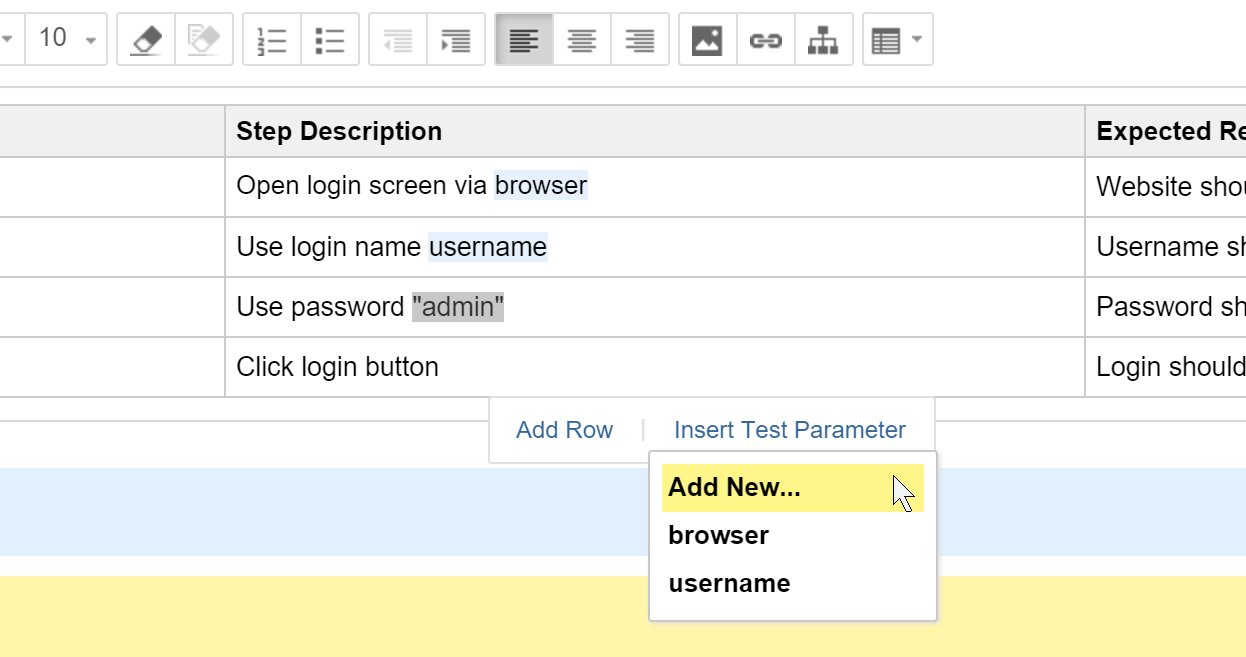 10
Step Description Expected Re
Open login screen via browser Website shou
Use login name username Username sh
Use password "admin" Password sh
Click login button Login should
Add Row | Insert Test Parameter
Add New...
browser
username